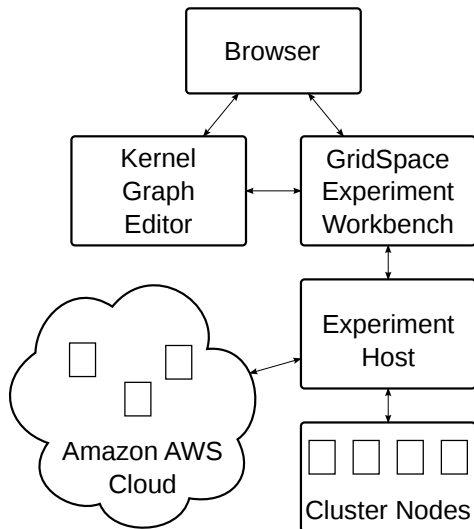 Browser
Kernel
Graph
Editor
GridSpace
Experiment
Workbench
Experiment
Host
Amazon AWS
Cloud
Cluster Nodes